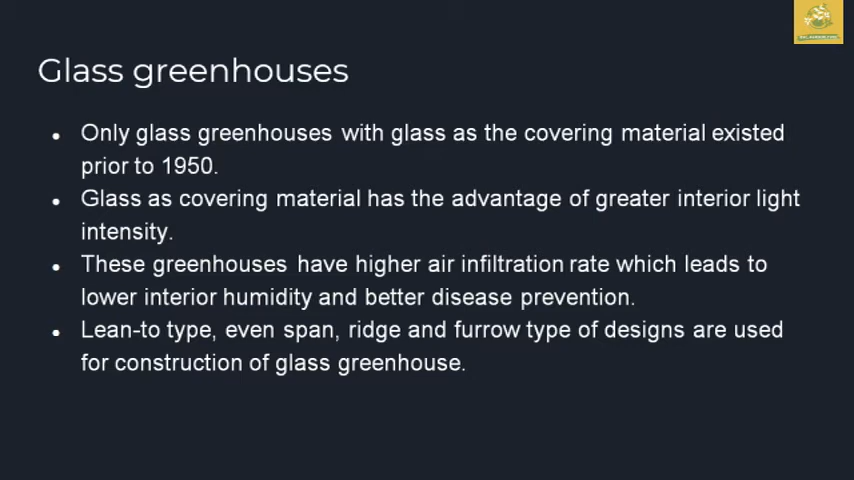 Glass greenhouses
• Only glass greenhouses with glass as the covering material existed
prior to 1950.
• Glass as covering material has the advantage of greater interior light
intensity.
• These greenhouses have higher air infiltration rate which leads to
lower interior humidity and better disease prevention.
• Lean-to type, even span, ridge and furrow type of designs are used
for construction of glass greenhouse.